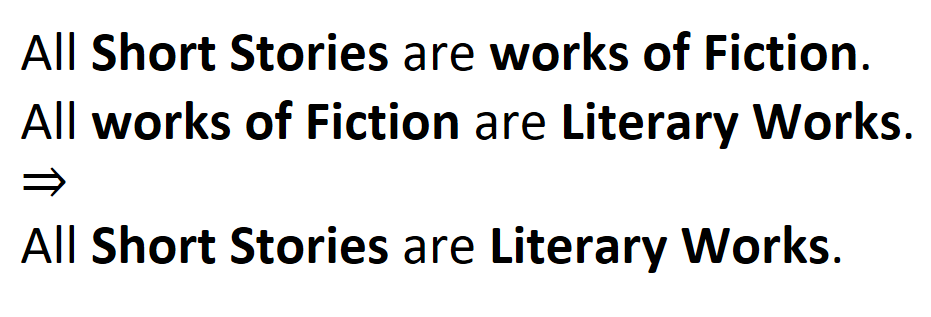 All Short Stories are works of Fiction.
All works of Fiction are Literary Works.
⇒
All Short Stories are Literary Works.